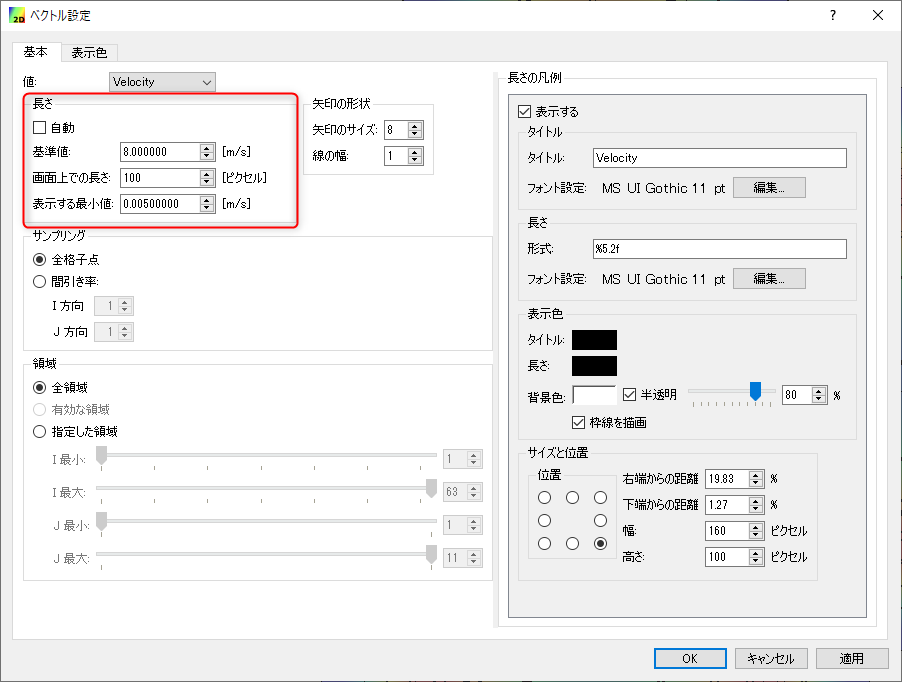 2D ベクトル設定 ?
基本 表示色
値: Velocity
長さ
自動
基準値: 8.000000 [m/s]
画面上での長さ: 100 [ピクセル]
表示する最小値: 0.00500000 [m/s]
矢印の形状
矢印のサイズ: 8
線の幅: 1
サンプリング
全格子点
間引き率:
I 方向 1
J 方向 1
領域
全領域
有効な領域
指定した領域
I 最小: 1
I 最大: 63
J 最小: 1
J 最大: 11
長さの凡例
表示する
タイトル
タイトル: Velocity
フォント設定: MS UI Gothic 11 pt 編集...
長さ
形式: %5.2f
フォント設定: MS UI Gothic 11 pt 編集...
表示色
タイトル:
長さ:
背景色: 半透明 80 %
枠線を描画
サイズと位置
位置
右端からの距離 19.83 %
下端からの距離 1.27 %
幅: 160 ピクセル
高さ: 100 ピクセル
OK キャンセル 適用